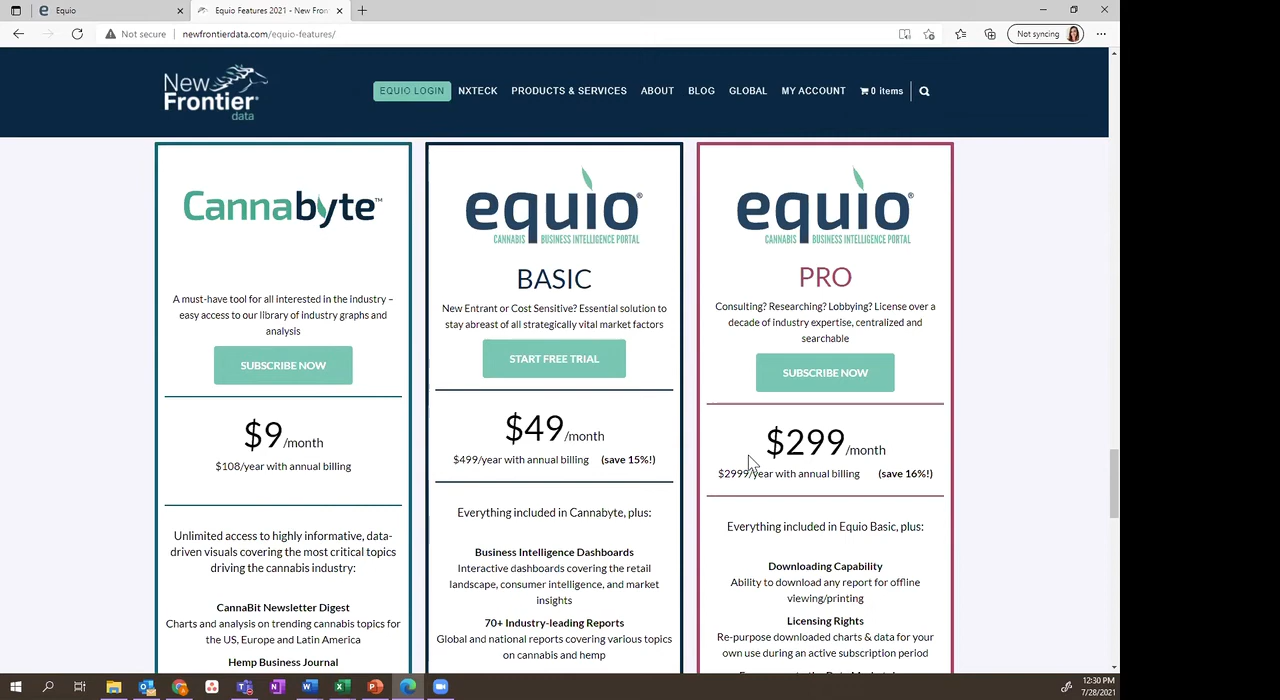 Equio
Equio Features 2021 - New Fron
Not secure
newfrontierdata.com/equio-features/
Not syncing
New
Frontier®
data
EQUIO LOGIN
NXTECK
PRODUCTS & SERVICES
ABOUT
BLOG
GLOBAL
MY ACCOUNT
0 items
Cannabyte™
A must-have tool for all interested in the industry –
easy access to our library of industry graphs and
analysis
SUBSCRIBE NOW
$9/month
$108/year with annual billing
Unlimited access to highly informative, data-
driven visuals covering the most critical topics
driving the cannabis industry:
CannaBit Newsletter Digest
Charts and analysis on trending cannabis topics for
the US, Europe and Latin America
Hemp Business Journal
equio®
CANNABIS BUSINESS INTELLIGENCE PORTAL
BASIC
New Entrant or Cost Sensitive? Essential solution to
stay abreast of all strategically vital market factors
START FREE TRIAL
$49/month
$499/year with annual billing (save 15%!)
Everything included in Cannabyte, plus:
Business Intelligence Dashboards
Interactive dashboards covering the retail
landscape, consumer intelligence, and market
insights
70+ Industry-leading Reports
Global and national reports covering various topics
on cannabis and hemp
equio®
CANNABIS BUSINESS INTELLIGENCE PORTAL
PRO
Consulting? Researching? Lobbying? License over a
decade of industry expertise, centralized and
searchable
SUBSCRIBE NOW
$299/month
$2999/year with annual billing (save 16%!)
Everything included in Equio Basic, plus:
Downloading Capability
Ability to download any report for offline
viewing/printing
Licensing Rights
Re-purpose downloaded charts & data for your
own use during an active subscription period
12:30 PM
7/28/2021